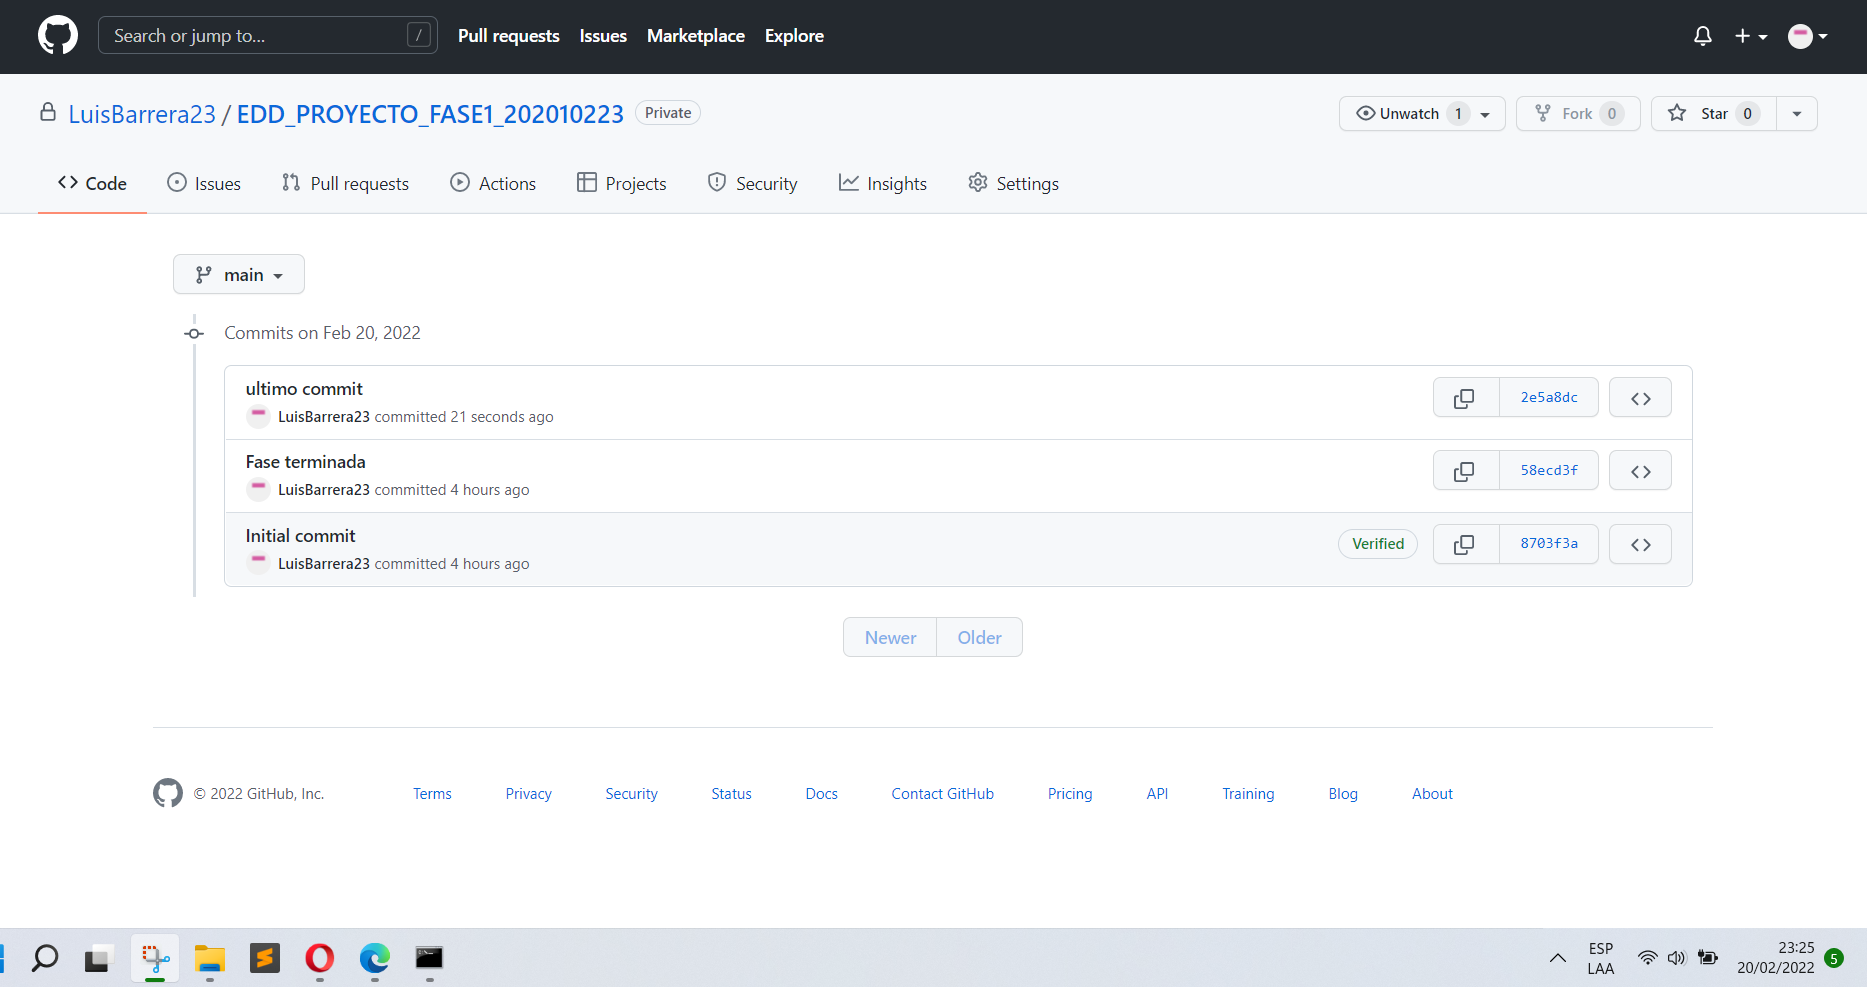 Search or jump to... / Pull requests Issues Marketplace Explore
LuisBarrera23 / EDD_PROYECTO_FASE1_202010223 Private Unwatch 1 Fork 0 Star 0
Code Issues Pull requests Actions Projects Security Insights Settings
main
Commits on Feb 20, 2022
ultimo commit
LuisBarrera23 committed 21 seconds ago
2e5a8dc
Fase terminada
LuisBarrera23 committed 4 hours ago
58ecd3f
Initial commit
LuisBarrera23 committed 4 hours ago
Verified 8703f3a
Newer Older
© 2022 GitHub, Inc. Terms Privacy Security Status Docs Contact GitHub Pricing API Training Blog About
ESP
LAA
23:25
20/02/2022
5